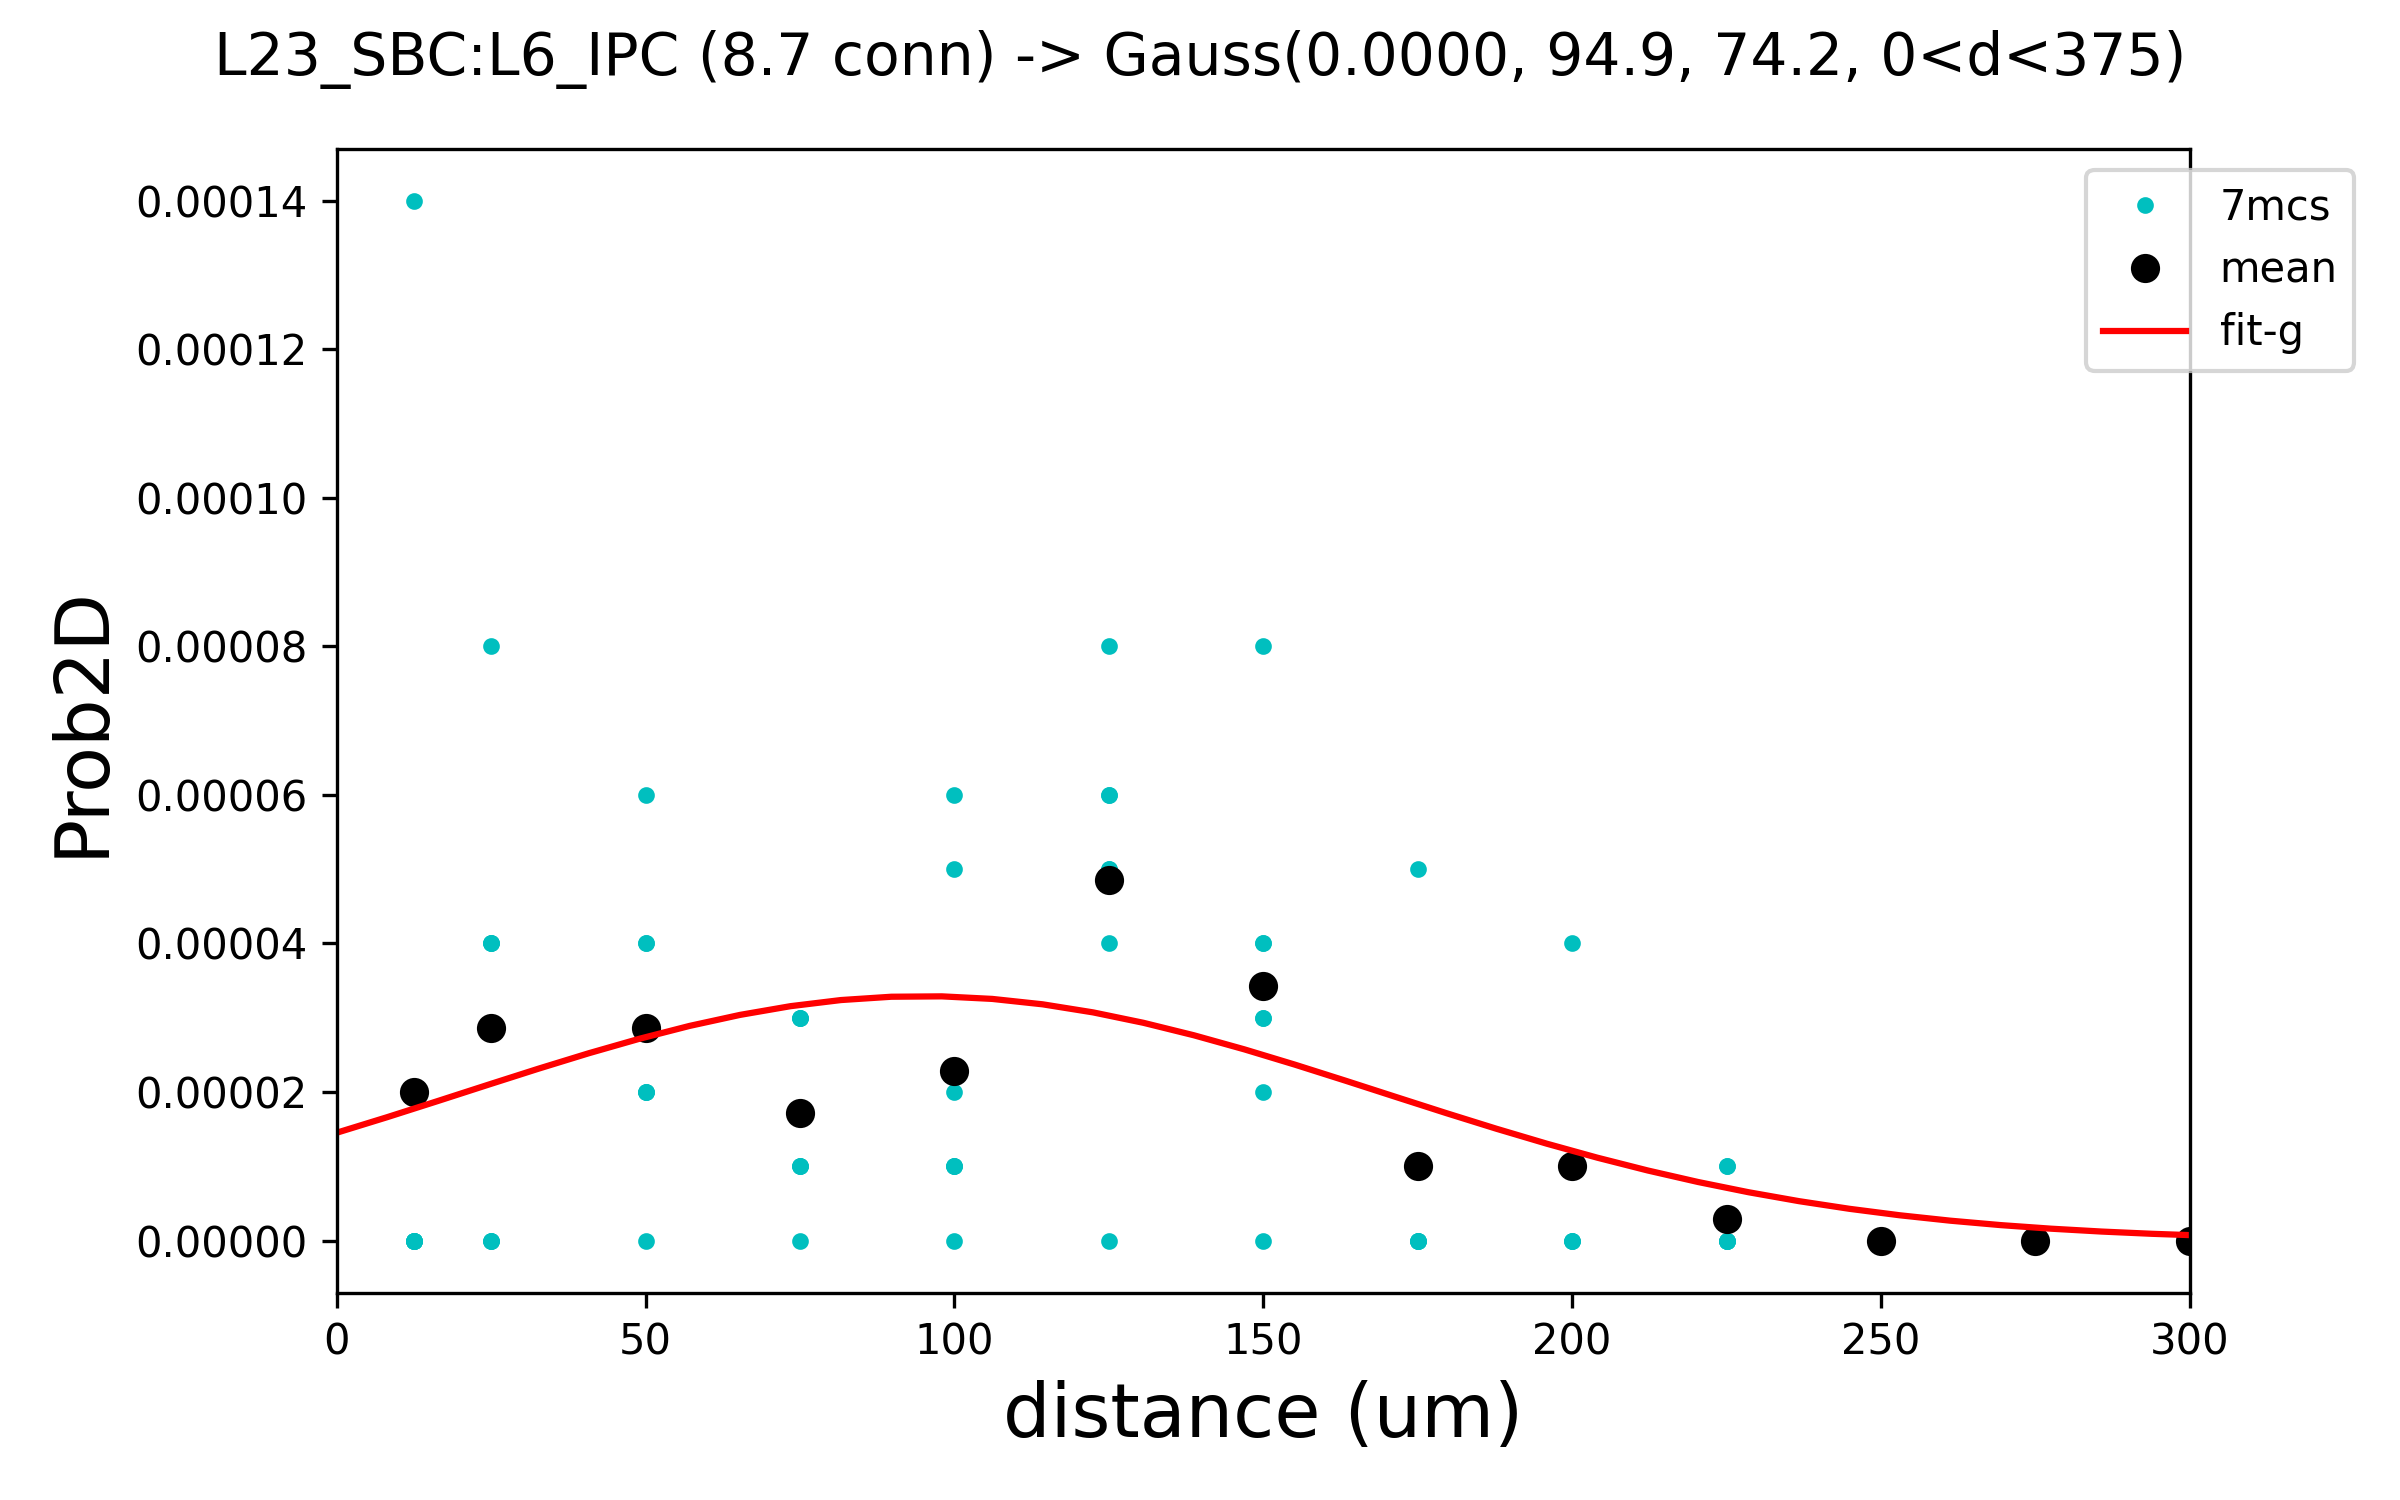 L23_SBC:L6_IPC (8.7 conn) -> Gauss(0.0000, 94.9, 74.2, 0<d<375)
7mcs
mean
fit-g
Prob2D
0.00014
0.00012
0.00010
0.00008
0.00006
0.00004
0.00002
0.00000
0 50 100 150 200 250 300
distance (um)